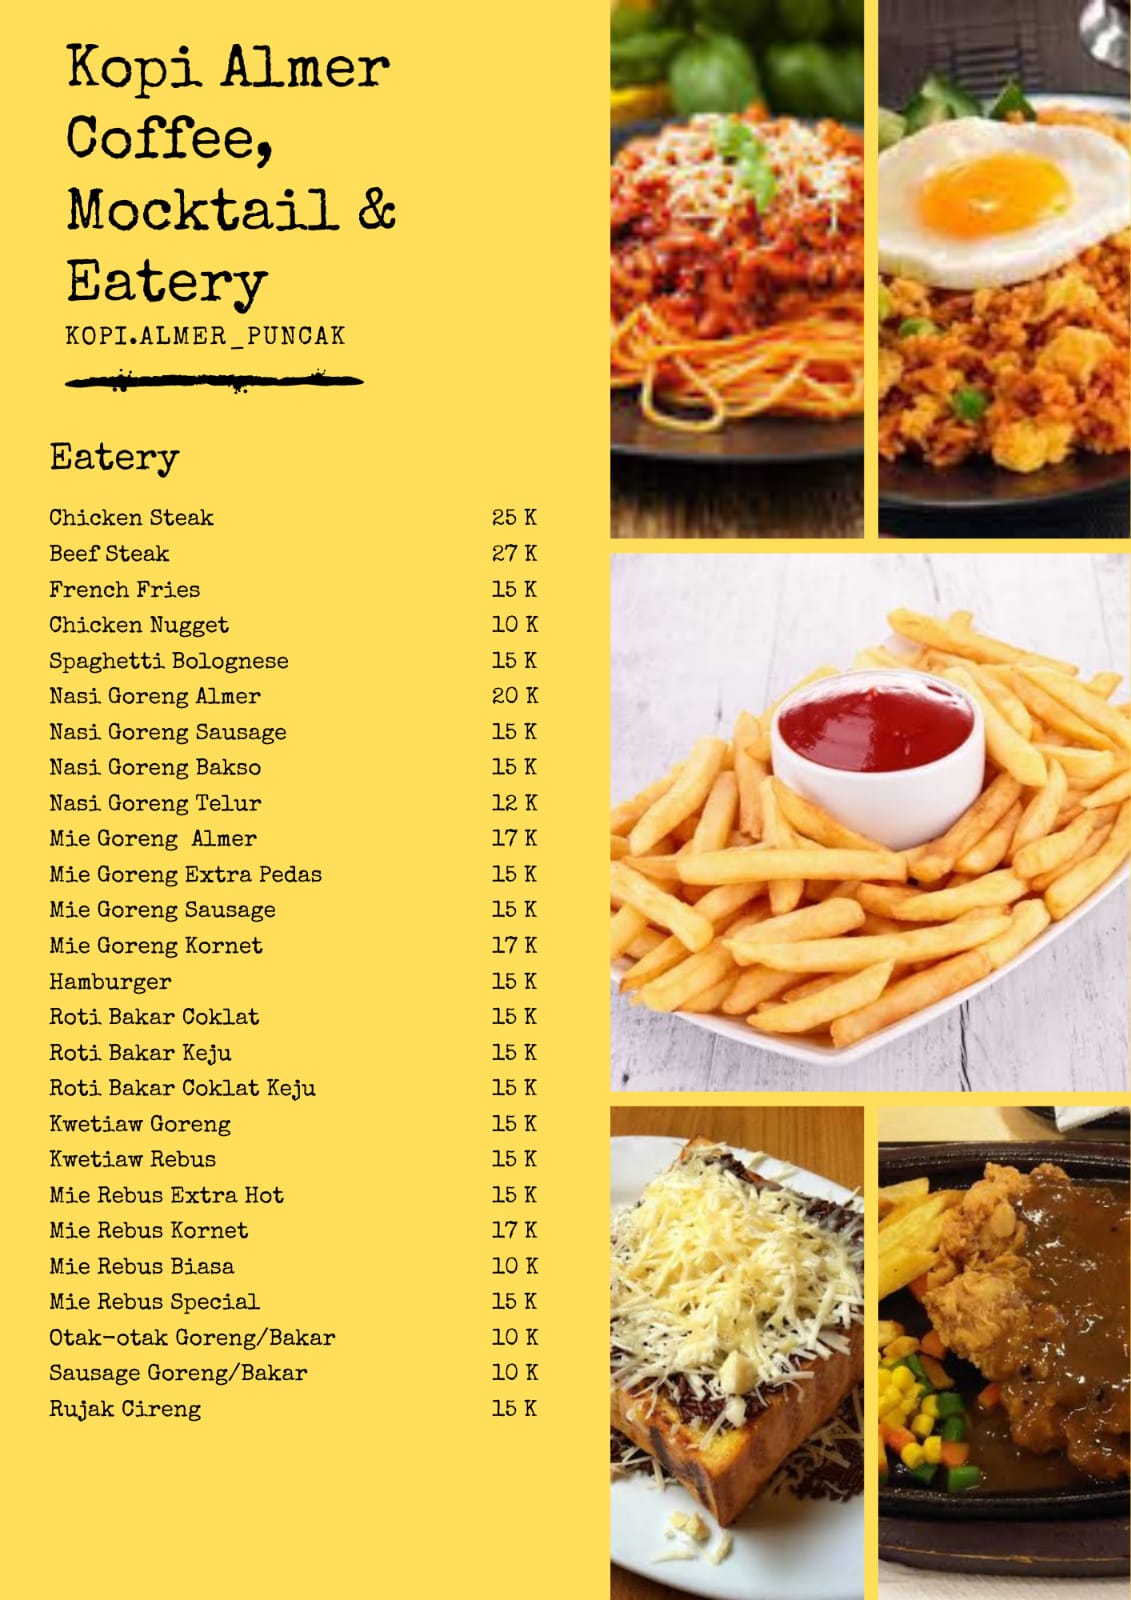 Kopi Almer
Coffee,
Mocktail &
Eatery
KOPI.ALMER_PUNCAK
Eatery
Chicken Steak 25 K
Beef Steak 27 K
French Fries 15 K
Chicken Nugget 10 K
Spaghetti Bolognese 15 K
Nasi Goreng Almer 20 K
Nasi Goreng Sausage 15 K
Nasi Goreng Bakso 15 K
Nasi Goreng Telur 12 K
Mie Goreng Almer 17 K
Mie Goreng Extra Pedas 15 K
Mie Goreng Sausage 15 K
Mie Goreng Kornet 17 K
Hamburger 15 K
Roti Bakar Coklat 15 K
Roti Bakar Keju 15 K
Roti Bakar Coklat Keju 15 K
Kwetiaw Goreng 15 K
Kwetiaw Rebus 15 K
Mie Rebus Extra Hot 15 K
Mie Rebus Kornet 17 K
Mie Rebus Biasa 10 K
Mie Rebus Special 15 K
Otak-otak Goreng/Bakar 10 K
Sausage Goreng/Bakar 10 K
Rujak Cireng 15 K